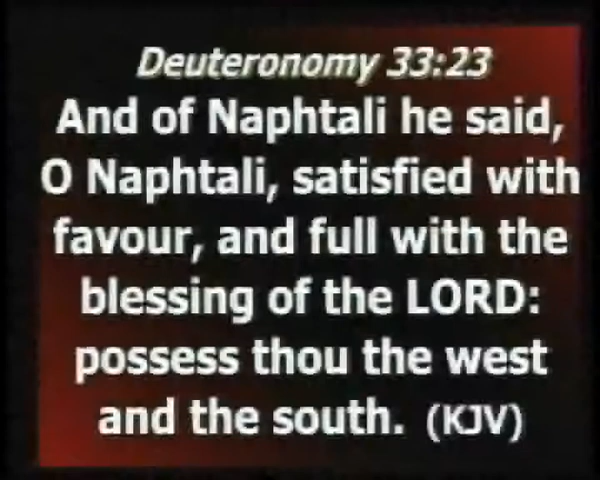 Deuteronomy 33:23
And of Naphtali he said,
O Naphtali, satisfied with
favour, and full with the
blessing of the LORD:
possess thou the west
and the south. (KJV)